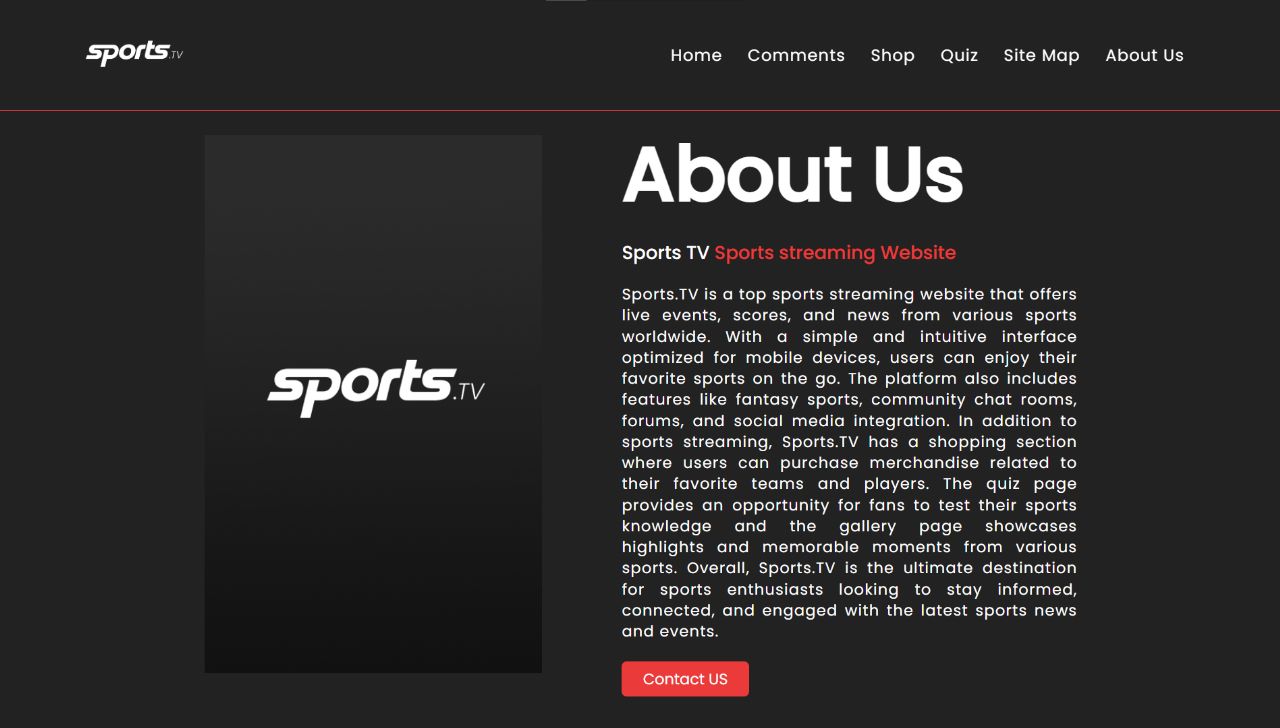 sports.TV
Home Comments Shop Quiz Site Map About Us
sports.TV
About Us
Sports TV Sports streaming Website
Sports.TV is a top sports streaming website that offers
live events, scores, and news from various sports
worldwide. With a simple and intuitive interface
optimized for mobile devices, users can enjoy their
favorite sports on the go. The platform also includes
features like fantasy sports, community chat rooms,
forums, and social media integration. In addition to
sports streaming, Sports.TV has a shopping section
where users can purchase merchandise related to
their favorite teams and players. The quiz page
provides an opportunity for fans to test their sports
knowledge and the gallery page showcases
highlights and memorable moments from various
sports. Overall, Sports.TV is the ultimate destination
for sports enthusiasts looking to stay informed,
connected, and engaged with the latest sports news
and events.
Contact US